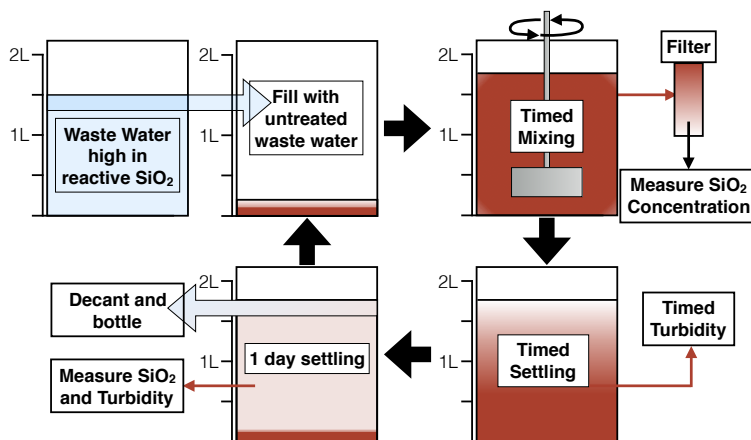 2L
1L
Waste Water
high in
reactive SiO₂
2L
1L
Fill with
untreated
waste water
2L
1L
Timed
Mixing
Filter
Measure SiO₂
Concentration
Decant and
bottle
Measure SiO₂
and Turbidity
2L
1L
1 day settling
2L
1L
Timed
Settling
Timed
Turbidity